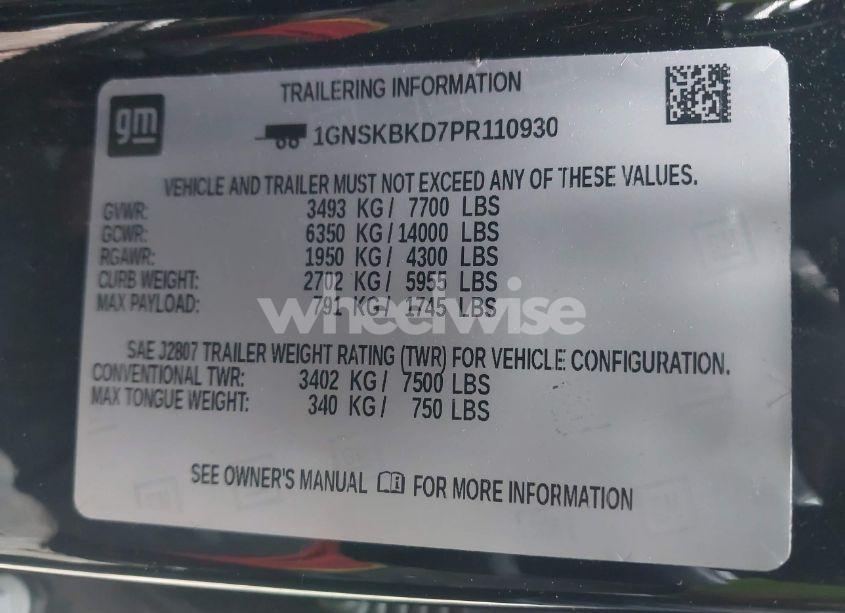 gm
TRAILERING INFORMATION
1GNSKBKD7PR110930
VEHICLE AND TRAILER MUST NOT EXCEED ANY OF THESE VALUES.
GVWR: 3493 KG / 7700 LBS
GCWR: 6350 KG / 14000 LBS
RGAWR: 1950 KG / 4300 LBS
CURB WEIGHT: 2702 KG / 5955 LBS
MAX PAYLOAD: 791 KG / 1745 LBS
wheelwise
SAE J2807 TRAILER WEIGHT RATING (TWR) FOR VEHICLE CONFIGURATION.
CONVENTIONAL TWR: 3402 KG / 7500 LBS
MAX TONGUE WEIGHT: 340 KG / 750 LBS
SEE OWNER'S MANUAL FOR MORE INFORMATION